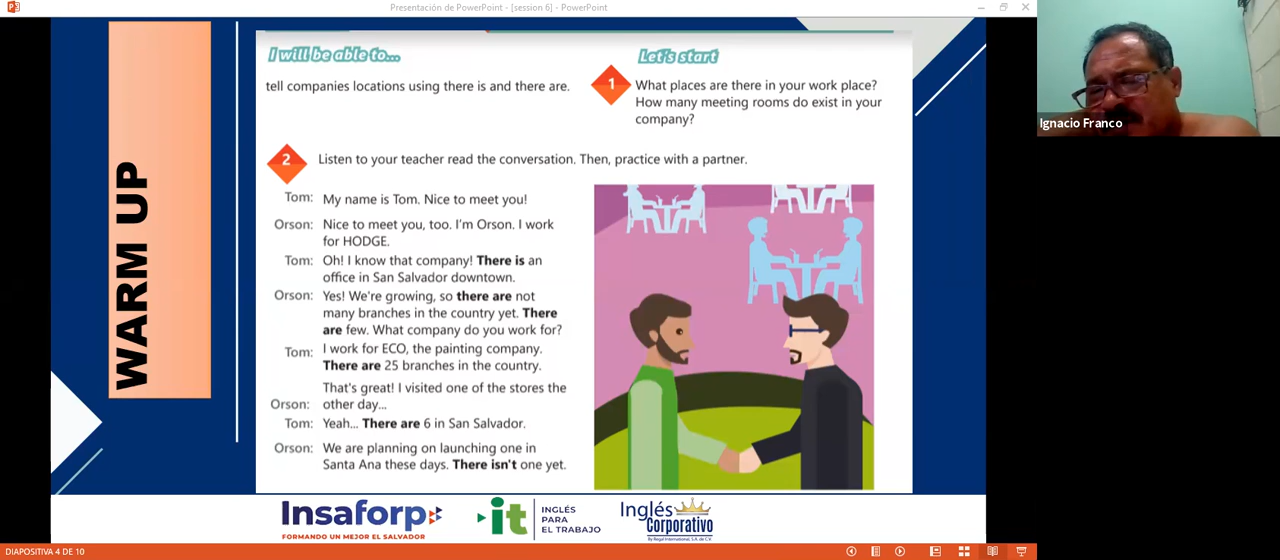 Presentación de PowerPoint - [session 6] - PowerPoint
Ignacio Franco
WARM UP
I will be able to...
tell companies locations using there is and there are.
Let's start
1
What places are there in your work place?
How many meeting rooms do exist in your
company?
2
Listen to your teacher read the conversation. Then, practice with a partner.
Tom: My name is Tom. Nice to meet you!
Orson: Nice to meet you, too. I'm Orson. I work
for HODGE.
Tom: Oh! I know that company! There is an
office in San Salvador downtown.
Orson: Yes! We're growing, so there are not
many branches in the country yet. There
are few. What company do you work for?
Tom: I work for ECO, the painting company.
There are 25 branches in the country.
That's great! I visited one of the stores the
Orson: other day...
Tom: Yeah... There are 6 in San Salvador.
Orson: We are planning on launching one in
Santa Ana these days. There isn't one yet.
Insaforp
FORMANDO UN MEJOR EL SALVADOR
it
INGLÉS
PARA
EL TRABAJO
Inglés
Corporativo
By Regal International, S.A. de C.V.
DIAPOSITIVA 4 DE 10